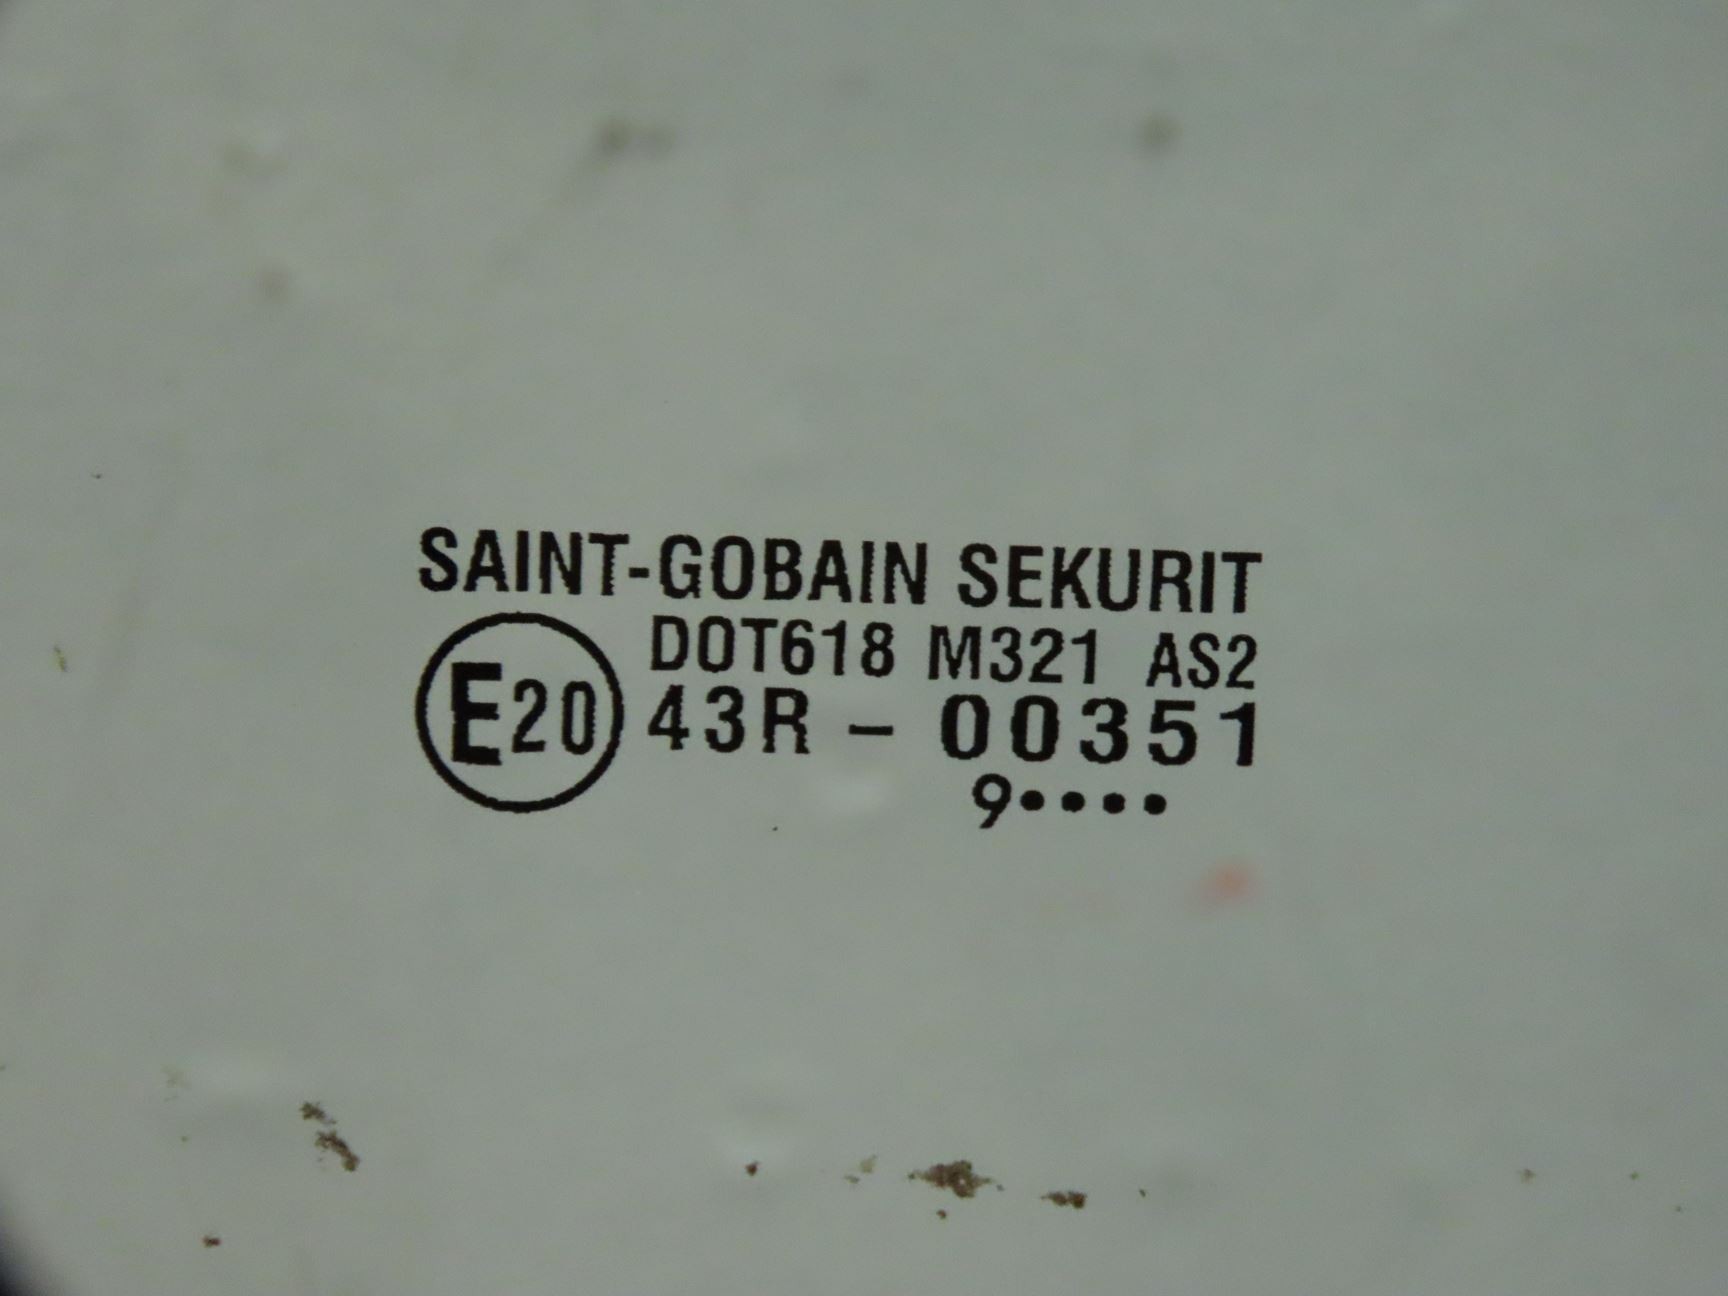 SAINT-GOBAIN SEKURIT
DOT618 M321 AS2
E20 43R - 00351
9••••